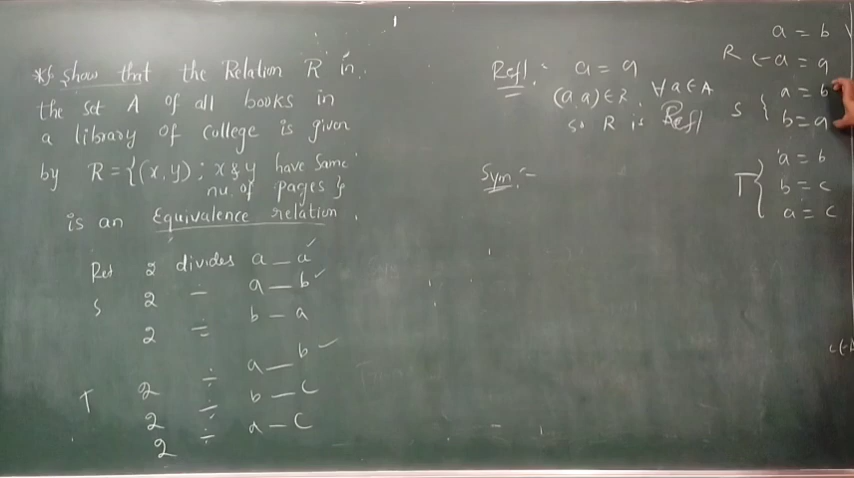 * Show that the Relation R in
the set A of all books in
a library of College is given
by R = {(x, y) ; x & y have same
nu. of pages}
is an Equivalence relation.
Ref 2 divides a - a ✓
S 2 ÷ a - b ✓
2 ÷ b - a
T 2 ÷ a - b ✓
2 ÷ b - c
2 ÷ a - c
Refl :- a = a
(a, a) ∈ R, ∀ a ∈ A
so R is Refl
Sym :-
a = b
R ← a = a
S { a = b
b = a
T { a = b
b = c
a = c